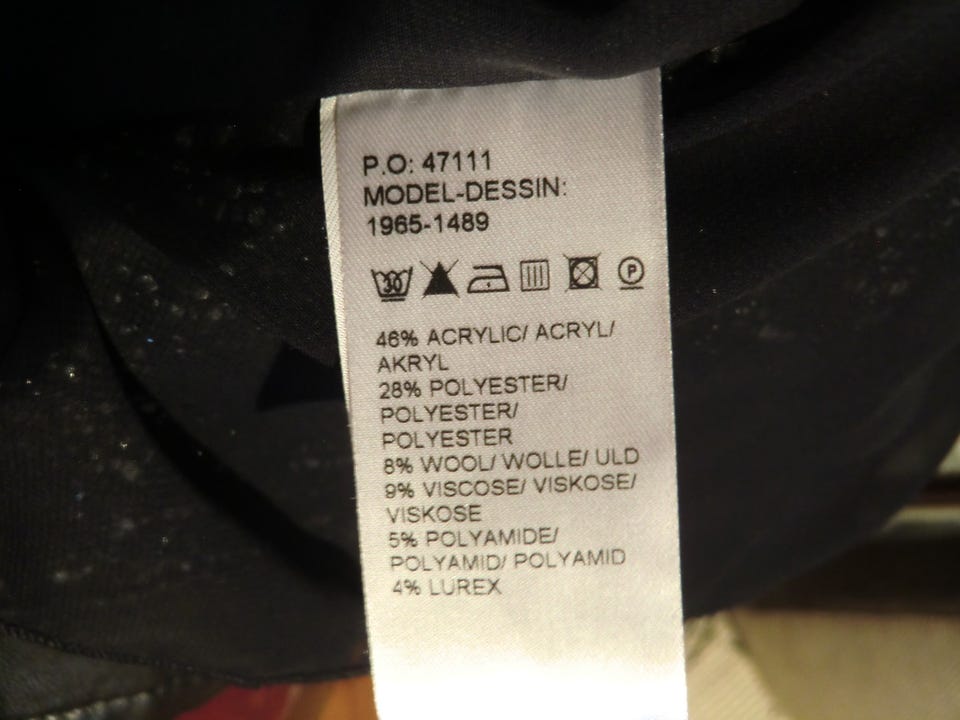 P.O: 47111
MODEL-DESSIN:
1965-1489
30
P
46% ACRYLIC/ ACRYL/
AKRYL
28% POLYESTER/
POLYESTER/
POLYESTER
8% WOOL/ WOLLE/ ULD
9% VISCOSE/ VISKOSE/
VISKOSE
5% POLYAMIDE/
POLYAMID/ POLYAMID
4% LUREX